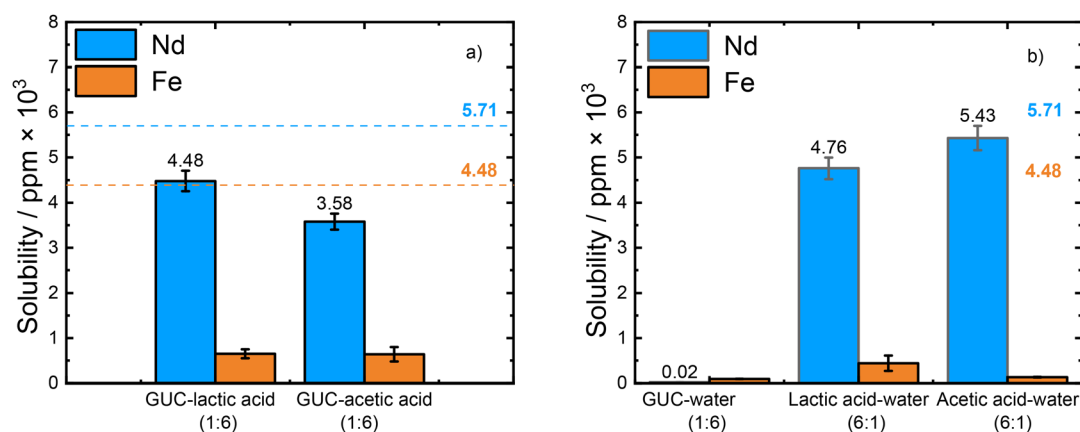 8
7
6
5
4
3
2
1
0
Solubility / ppm × 10³
Nd
Fe
a)
5.71
4.48
4.48
3.58
GUC-lactic acid
(1:6)
GUC-acetic acid
(1:6)
8
7
6
5
4
3
2
1
0
Solubility / ppm × 10³
Nd
Fe
b)
5.71
4.48
0.02
4.76
5.43
GUC-water
(1:6)
Lactic acid-water
(6:1)
Acetic acid-water
(6:1)